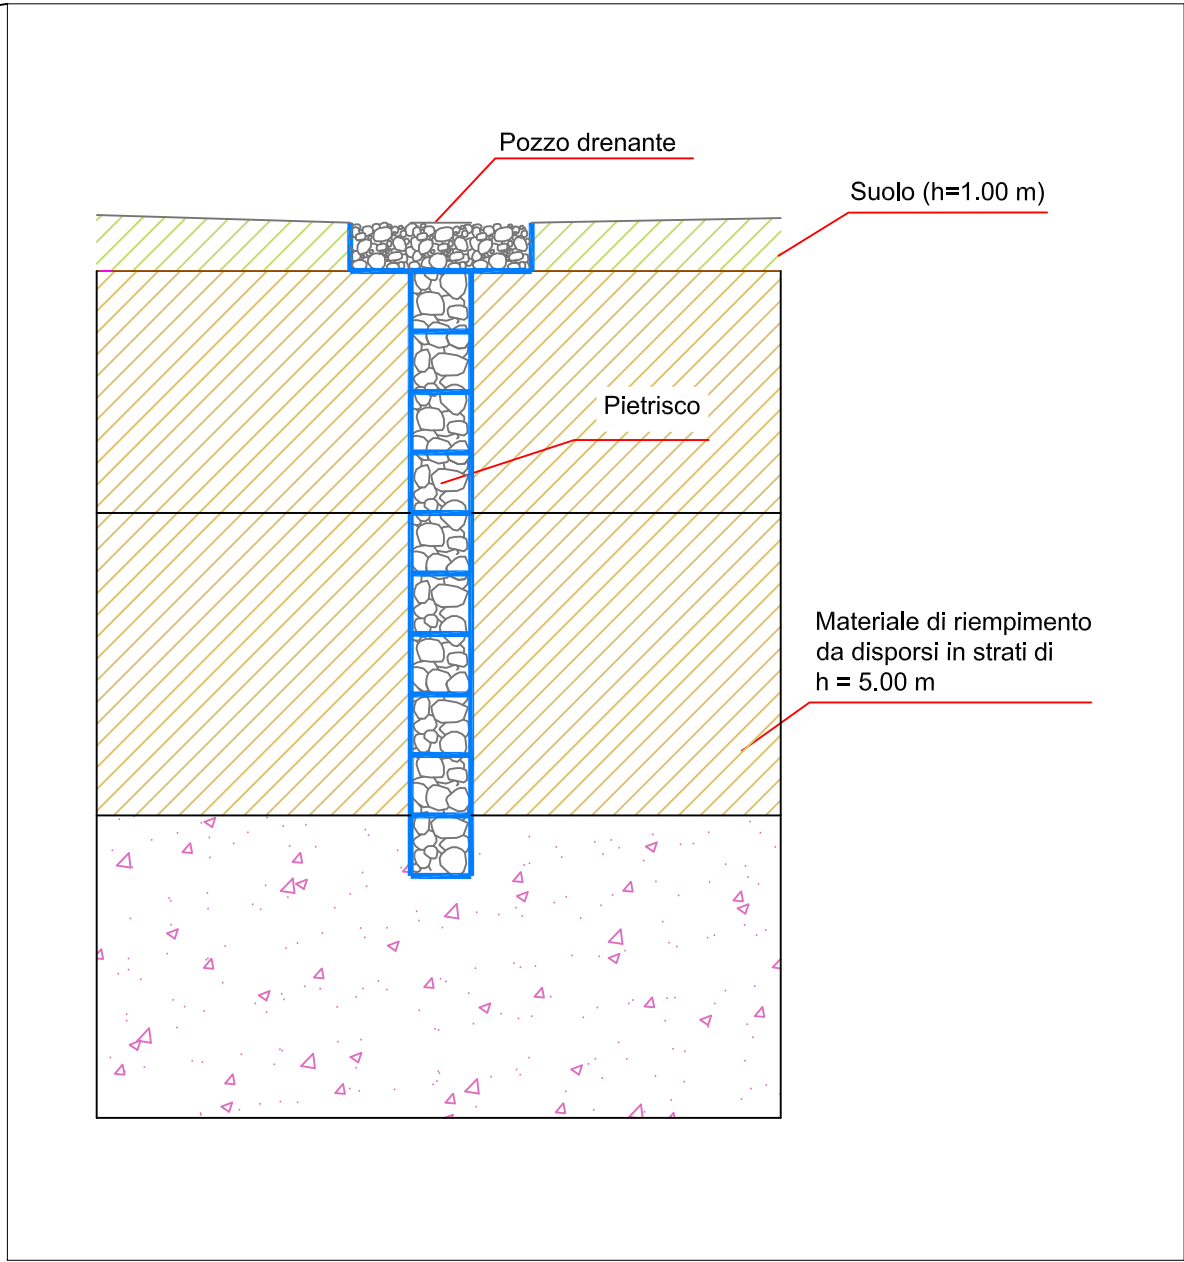 Pozzo drenante
Suolo (h=1.00 m)
Pietrisco
Materiale di riempimento
da disporsi in strati di
h = 5.00 m